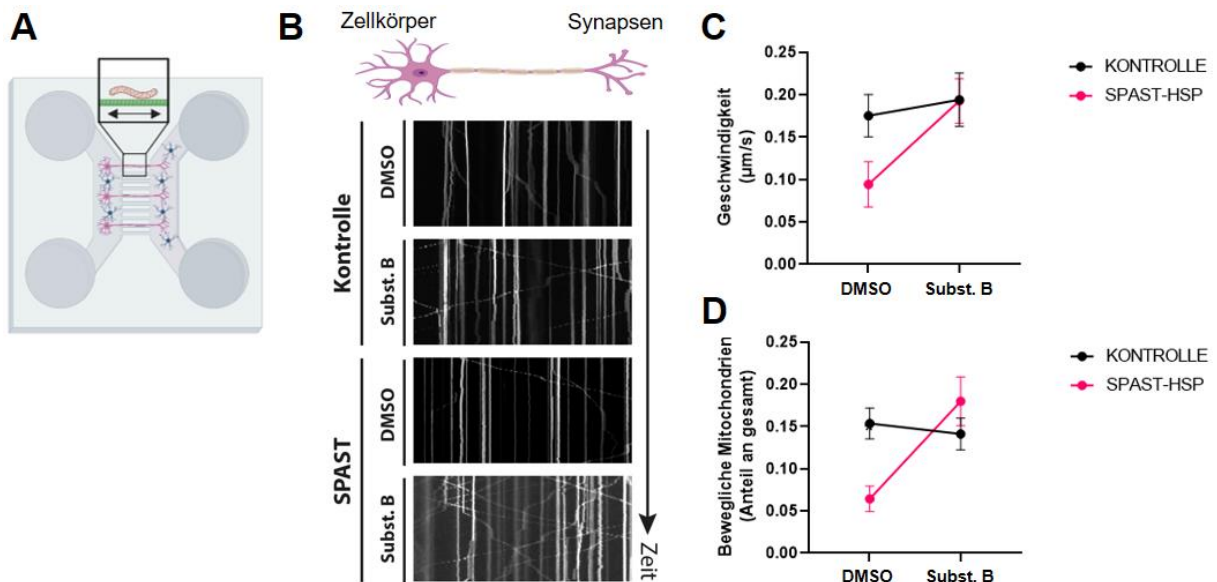 A
B
Zellkörper
Synapsen
Kontrolle
DMSO
Subst. B
SPAST
DMSO
Subst. B
Zeit
C
0.25
0.20
0.15
0.10
0.05
0.00
Geschwindigkeit
(µm/s)
DMSO
Subst. B
KONTROLLE
SPAST-HSP
D
0.25
0.20
0.15
0.10
0.05
0.00
Bewegliche Mitochondrien
(Anteil an gesamt)
DMSO
Subst. B
KONTROLLE
SPAST-HSP